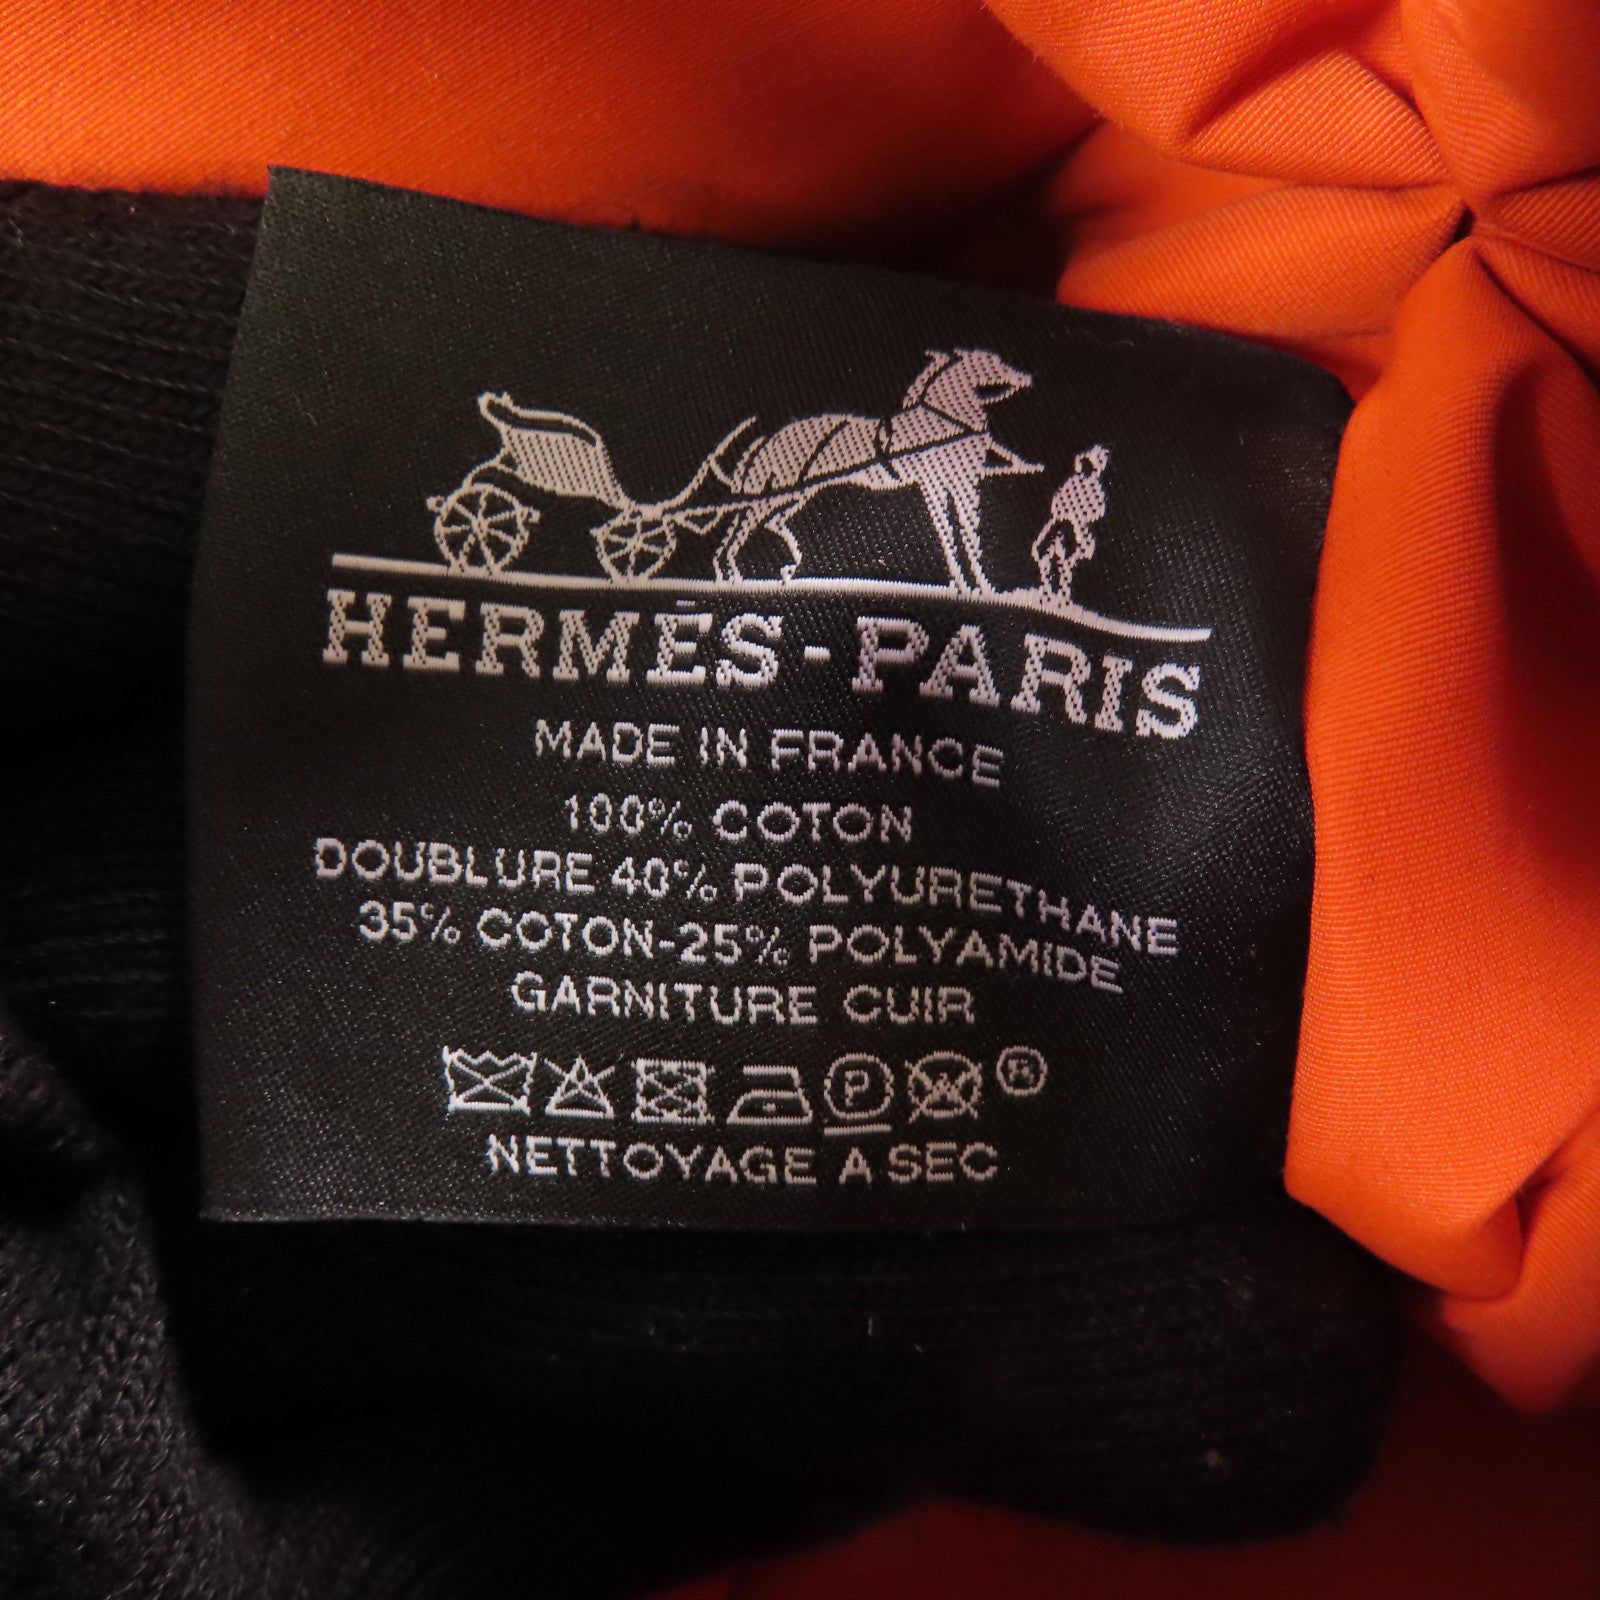 HERMÈS-PARIS
MADE IN FRANCE
100% COTON
DOUBLURE 40% POLYURETHANE
35% COTON-25% POLYAMIDE
GARNITURE CUIR
P ®
NETTOYAGE A SEC